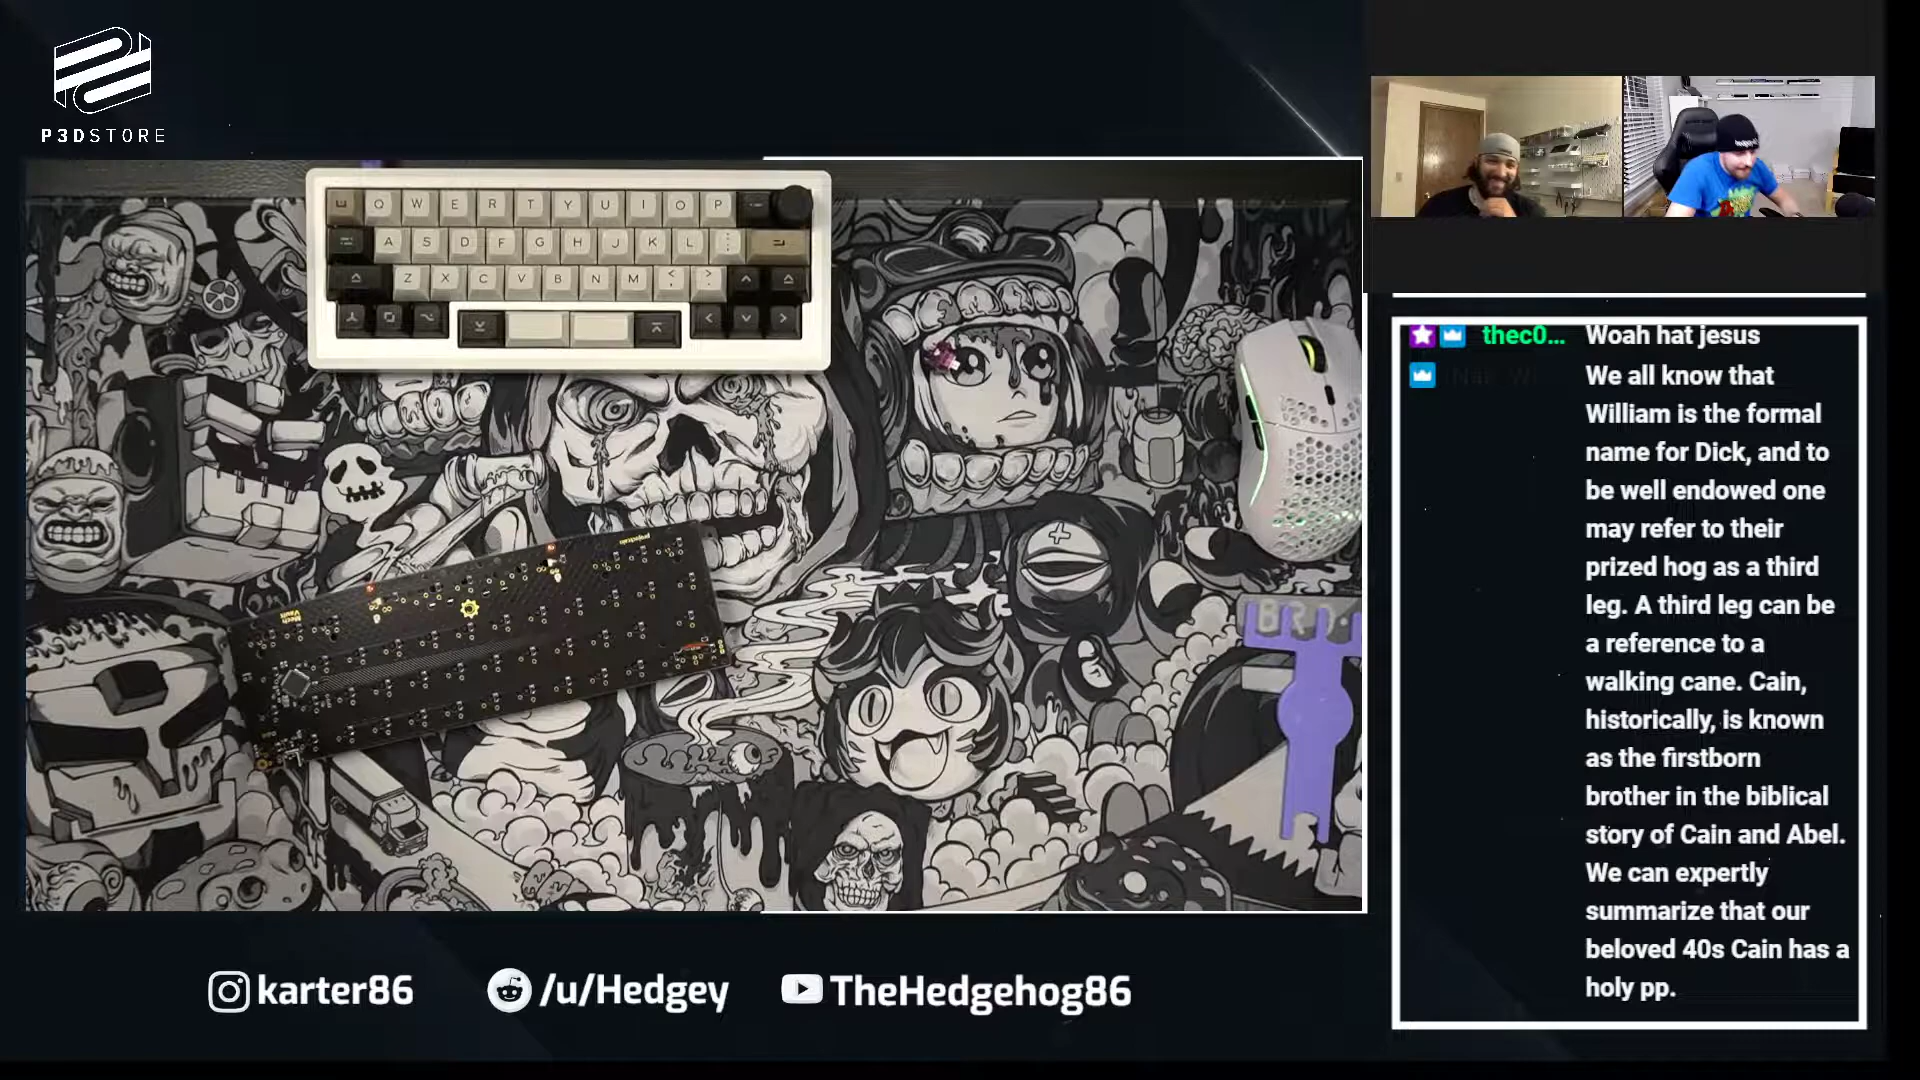 P3DSTORE
Q W E R T Y U I O P
A S D F G H J K L
Z X C V B N M
thec0... Woah hat jesus
We all know that
William is the formal
name for Dick, and to
be well endowed one
may refer to their
prized hog as a third
leg. A third leg can be
a reference to a
walking cane. Cain,
historically, is known
as the firstborn
brother in the biblical
story of Cain and Abel.
We can expertly
summarize that our
beloved 40s Cain has a
holy pp.
Mech
Vault
karter86
/u/Hedgey
TheHedgehog86